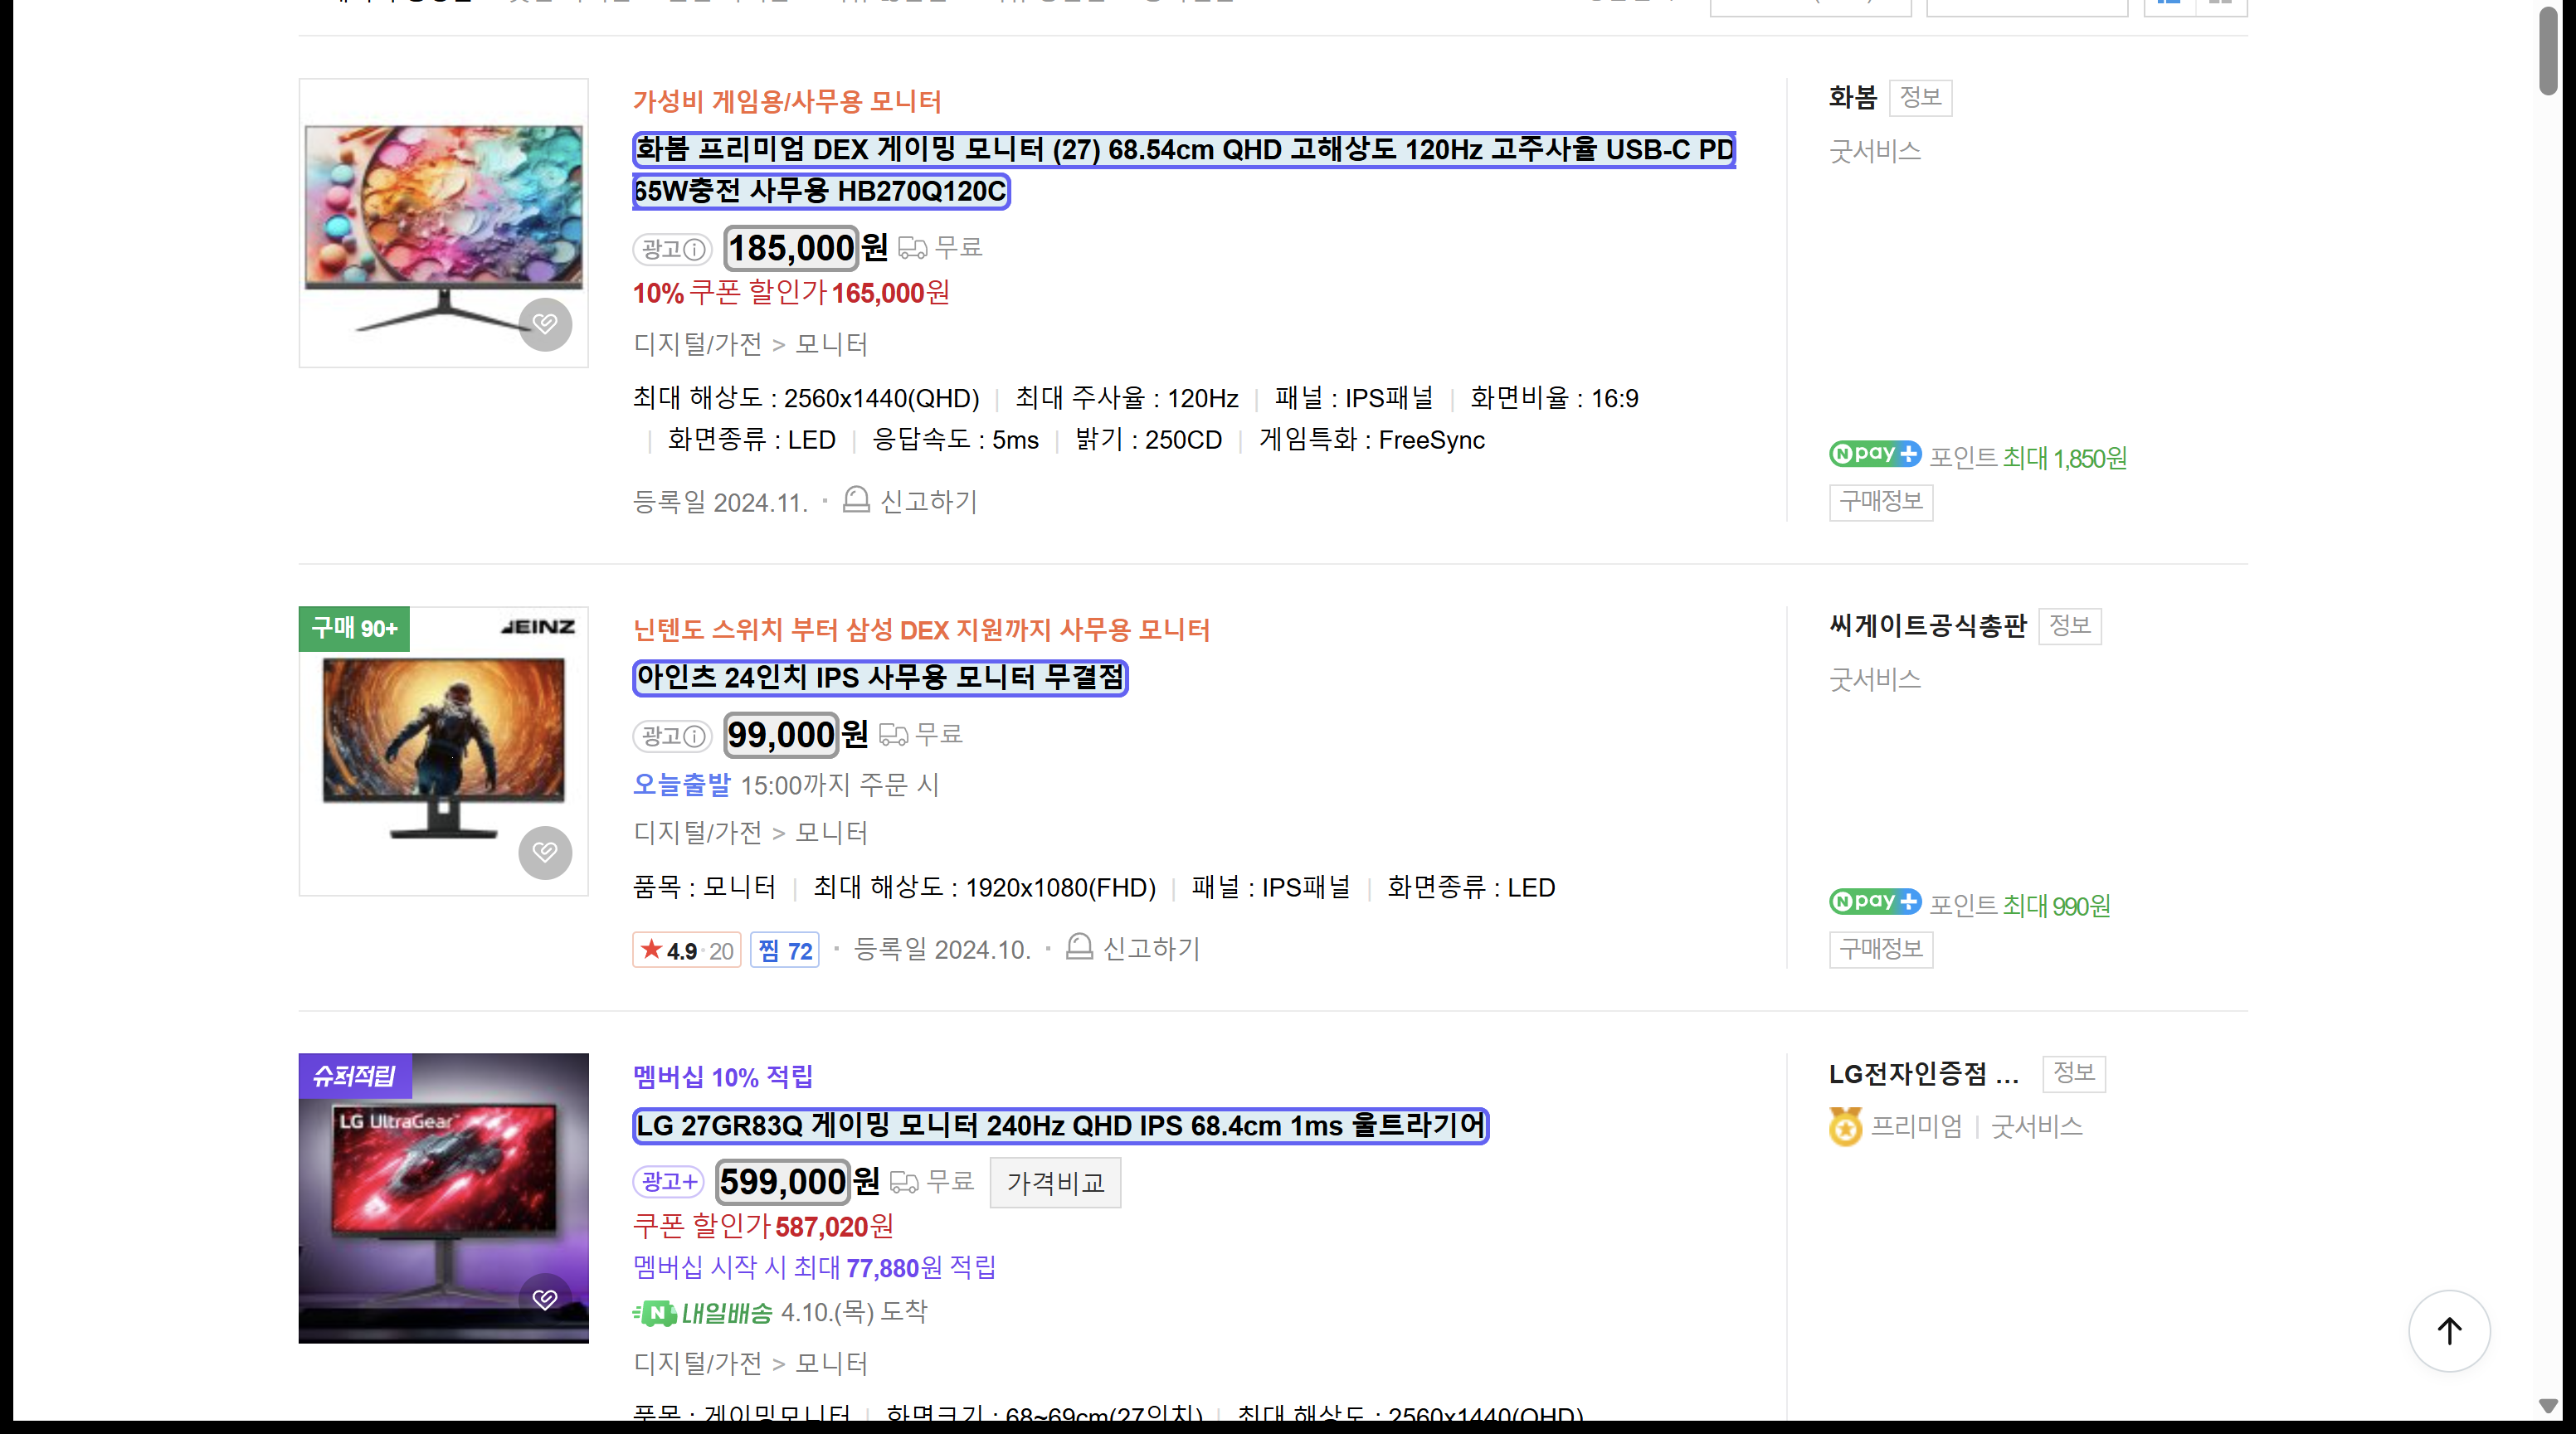 가성비 게임용/사무용 모니터
화봄 프리미엄 DEX 게이밍 모니터 (27) 68.54cm QHD 고해상도 120Hz 고주사율 USB-C PD
65W충전 사무용 HB270Q120C
광고 185,000원 무료
10% 쿠폰 할인가 165,000원
디지털/가전 > 모니터
최대 해상도 : 2560x1440(QHD) | 최대 주사율 : 120Hz | 패널 : IPS패널 | 화면비율 : 16:9
| 화면종류 : LED | 응답속도 : 5ms | 밝기 : 250CD | 게임특화 : FreeSync
등록일 2024.11. · 신고하기
화봄 정보
굿서비스
N pay+ 포인트 최대 1,850원
구매정보
구매 90+
JEINZ
닌텐도 스위치 부터 삼성 DEX 지원까지 사무용 모니터
아인츠 24인치 IPS 사무용 모니터 무결점
광고 99,000원 무료
오늘출발 15:00까지 주문 시
디지털/가전 > 모니터
품목 : 모니터 | 최대 해상도 : 1920x1080(FHD) | 패널 : IPS패널 | 화면종류 : LED
★ 4.9 · 20 찜 72 · 등록일 2024.10. · 신고하기
씨게이트공식총판 정보
굿서비스
N pay+ 포인트 최대 990원
구매정보
슈퍼적립
LG UltraGear
멤버십 10% 적립
LG 27GR83Q 게이밍 모니터 240Hz QHD IPS 68.4cm 1ms 울트라기어
광고+ 599,000원 무료 가격비교
쿠폰 할인가 587,020원
멤버십 시작 시 최대 77,880원 적립
N 내일배송 4.10.(목) 도착
디지털/가전 > 모니터
품목 : 게이밍모니터 | 화면크기 : 68~69cm(27인치) | 최대 해상도 : 2560x1440(QHD)
LG전자인증점 ... 정보
프리미엄 | 굿서비스